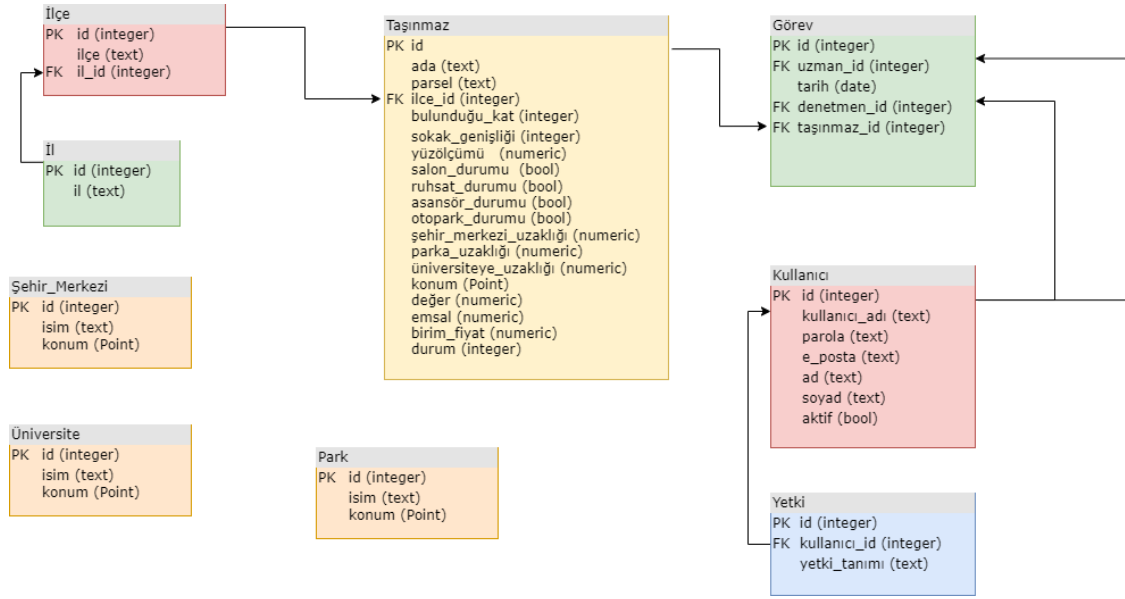 İlçe
PK id (integer)
ilçe (text)
FK il_id (integer)
İl
PK id (integer)
il (text)
Şehir_Merkezi
PK id (integer)
isim (text)
konum (Point)
Üniversite
PK id (integer)
isim (text)
konum (Point)
Taşınmaz
PK id
ada (text)
parsel (text)
FK ilce_id (integer)
bulunduğu_kat (integer)
sokak_genişliği (integer)
yüzölçümü (numeric)
salon_durumu (bool)
ruhsat_durumu (bool)
asansör_durumu (bool)
otopark_durumu (bool)
şehir_merkezi_uzaklığı (numeric)
parka_uzaklığı (numeric)
üniversiteye_uzaklığı (numeric)
konum (Point)
değer (numeric)
emsal (numeric)
birim_fiyat (numeric)
durum (integer)
Park
PK id (integer)
isim (text)
konum (Point)
Görev
PK id (integer)
FK uzman_id (integer)
tarih (date)
FK denetmen_id (integer)
FK taşınmaz_id (integer)
Kullanıcı
PK id (integer)
kullanıcı_adı (text)
parola (text)
e_posta (text)
ad (text)
soyad (text)
aktif (bool)
Yetki
PK id (integer)
FK kullanıcı_id (integer)
yetki_tanımı (text)